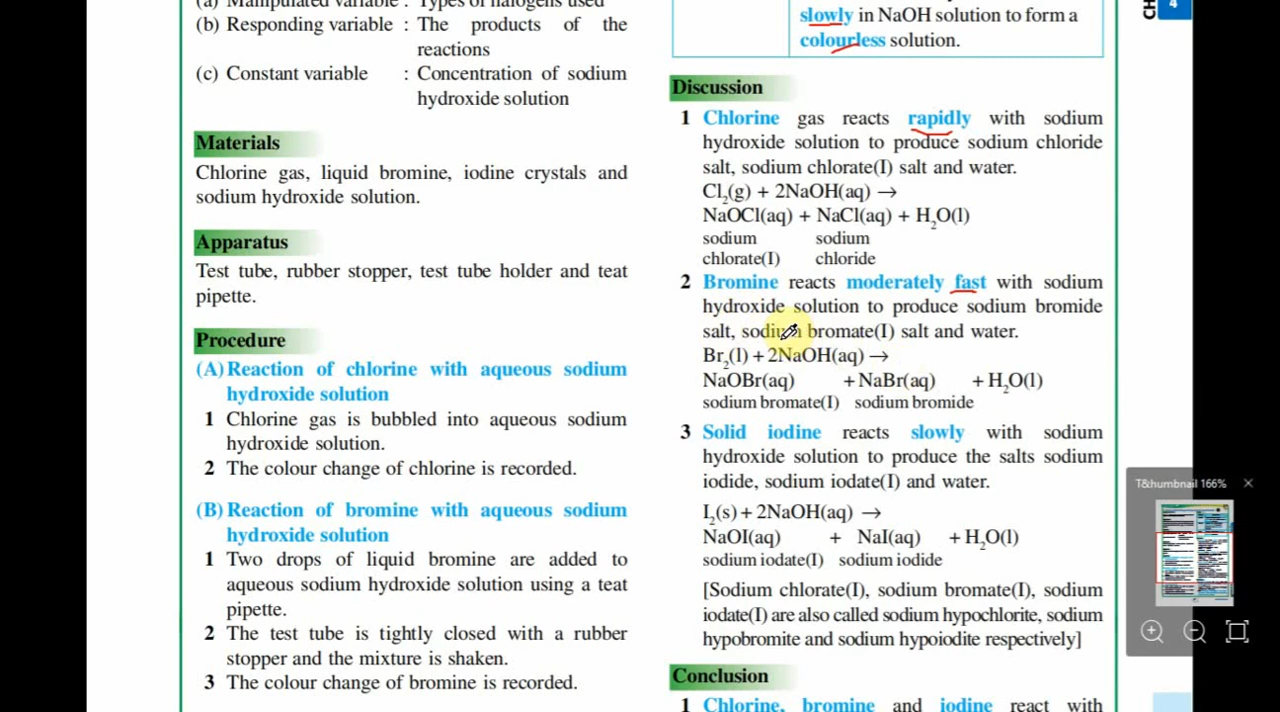 (a) Manipulated variable : Types of halogens used
(b) Responding variable : The products of the
reactions
(c) Constant variable : Concentration of sodium
hydroxide solution
Materials
Chlorine gas, liquid bromine, iodine crystals and
sodium hydroxide solution.
Apparatus
Test tube, rubber stopper, test tube holder and teat
pipette.
Procedure
(A) Reaction of chlorine with aqueous sodium
hydroxide solution
1 Chlorine gas is bubbled into aqueous sodium
hydroxide solution.
2 The colour change of chlorine is recorded.
(B) Reaction of bromine with aqueous sodium
hydroxide solution
1 Two drops of liquid bromine are added to
aqueous sodium hydroxide solution using a teat
pipette.
2 The test tube is tightly closed with a rubber
stopper and the mixture is shaken.
3 The colour change of bromine is recorded.
slowly in NaOH solution to form a
colourless solution.
Discussion
1 Chlorine gas reacts rapidly with sodium
hydroxide solution to produce sodium chloride
salt, sodium chlorate(I) salt and water.
Cl₂(g) + 2NaOH(aq) →
NaOCl(aq) + NaCl(aq) + H₂O(l)
sodium sodium
chlorate(I) chloride
2 Bromine reacts moderately fast with sodium
hydroxide solution to produce sodium bromide
salt, sodium bromate(I) salt and water.
Br₂(l) + 2NaOH(aq) →
NaOBr(aq) + NaBr(aq) + H₂O(l)
sodium bromate(I) sodium bromide
3 Solid iodine reacts slowly with sodium
hydroxide solution to produce the salts sodium
iodide, sodium iodate(I) and water.
I₂(s) + 2NaOH(aq) →
NaOI(aq) + NaI(aq) + H₂O(l)
sodium iodate(I) sodium iodide
[Sodium chlorate(I), sodium bromate(I), sodium
iodate(I) are also called sodium hypochlorite, sodium
hypobromite and sodium hypoiodite respectively]
Conclusion
1 Chlorine, bromine and iodine react with
CH
4
T&humbnail 166%